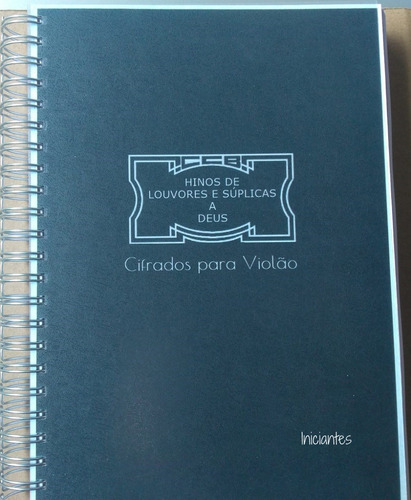 CCB
HINOS DE
LOUVORES E SÚPLICAS
A
DEUS
Cifrados para Violão
Iniciantes